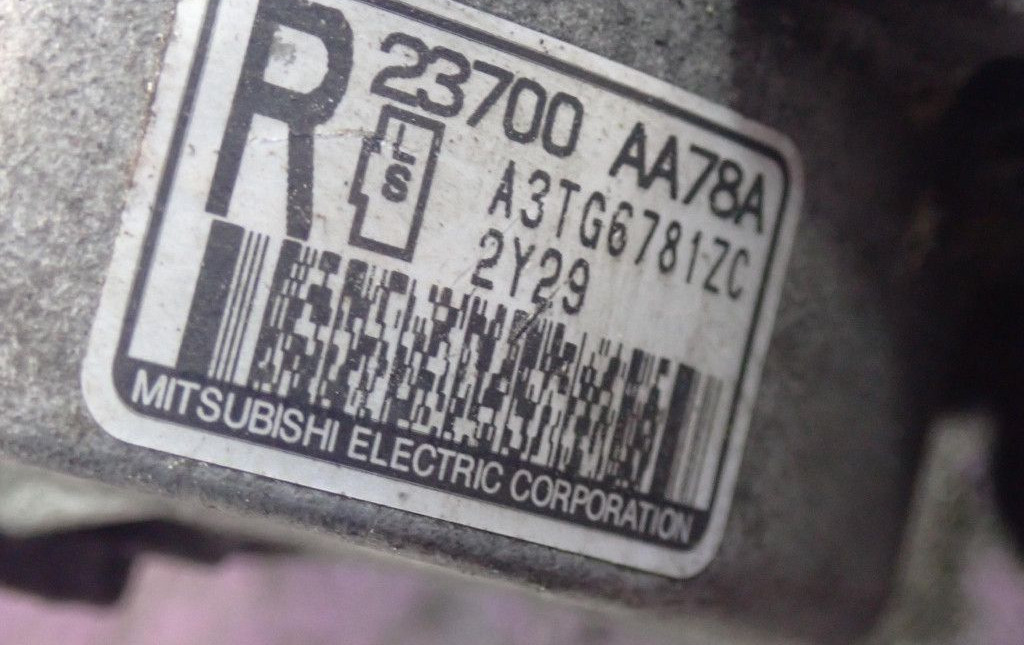 R
23700 AA78A
LS
A3TG6781ZC
2Y29
MITSUBISHI ELECTRIC CORPORATION